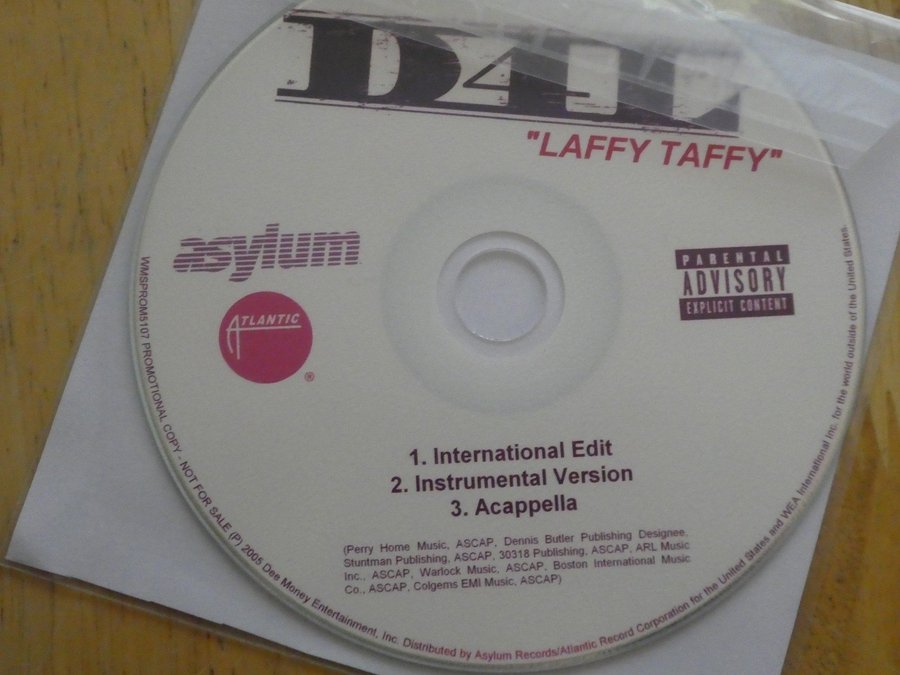 D4L
"LAFFY TAFFY"
asylum
ATLANTIC
®
PARENTAL
ADVISORY
EXPLICIT CONTENT
1. International Edit
2. Instrumental Version
3. Acappella
(Perry Home Music, ASCAP, Dennis Butler Publishing Designee,
Stuntman Publishing, ASCAP, 30318 Publishing, ASCAP, ARL Music
Inc., ASCAP, Warlock Music, ASCAP, Boston International Music
Co., ASCAP, Colgems EMI Music, ASCAP)
WMSPROM5107 PROMOTIONAL COPY - NOT FOR SALE (P) 2005 Dee Money Entertainment, Inc. Distributed by Asylum Records/Atlantic Record Corporation for the United States and WEA International Inc. for the world outside of the United States.